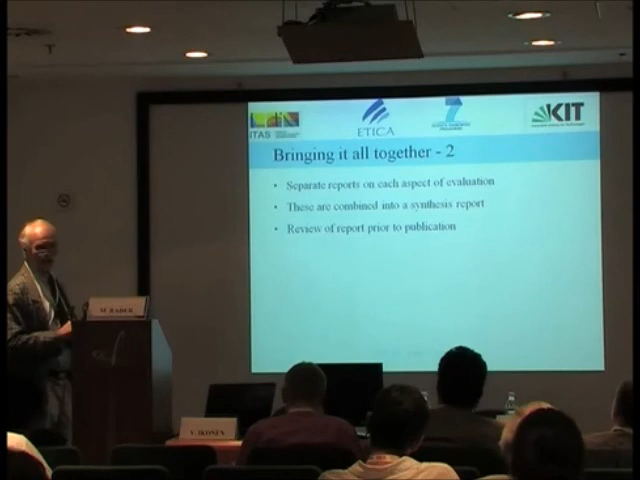 ITAS
ETICA
7
KIT
Bringing it all together - 2
• Separate reports on each aspect of evaluation
• These are combined into a synthesis report
• Review of report prior to publication
M RADER
V. IKONEN